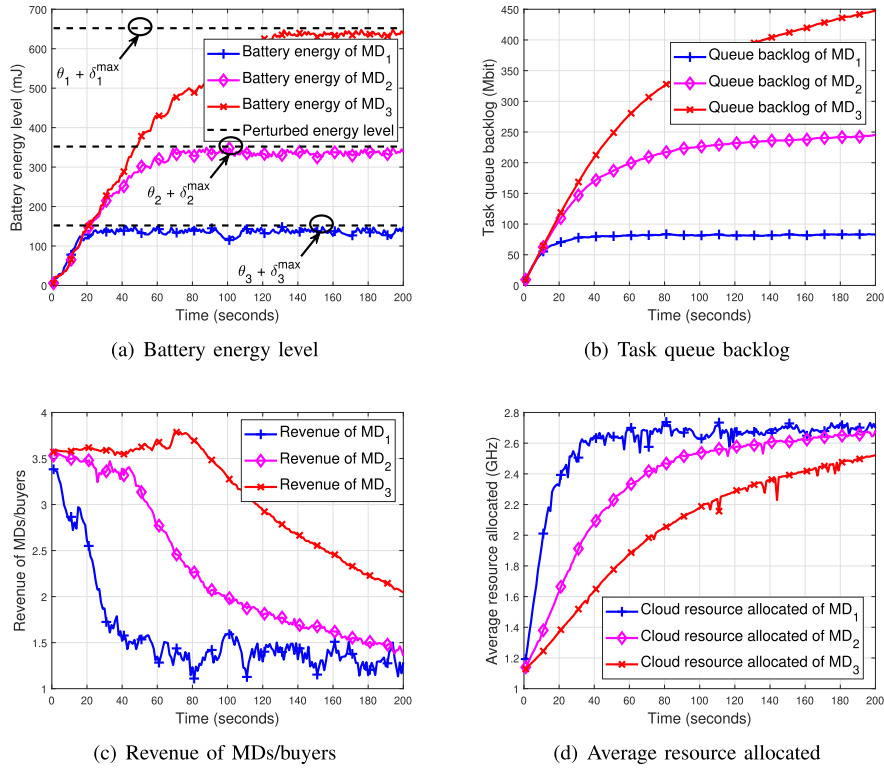 700
600
500
400
300
200
100
0
Battery energy level (mJ)
θ1 + δ1^max
θ2 + δ2^max
θ3 + δ3^max
Battery energy of MD1
Battery energy of MD2
Battery energy of MD3
Perturbed energy level
0 20 40 60 80 100 120 140 160 180 200
Time (seconds)
(a) Battery energy level
450
400
350
300
250
200
150
100
50
0
Task queue backlog (Mbit)
Queue backlog of MD1
Queue backlog of MD2
Queue backlog of MD3
0 20 40 60 80 100 120 140 160 180 200
Time (seconds)
(b) Task queue backlog
4
3.5
3
2.5
2
1.5
1
Revenue of MDs/buyers
Revenue of MD1
Revenue of MD2
Revenue of MD3
0 20 40 60 80 100 120 140 160 180 200
Time (seconds)
(c) Revenue of MDs/buyers
2.8
2.6
2.4
2.2
2
1.8
1.6
1.4
1.2
1
Average resource allocated (GHz)
Cloud resource allocated of MD1
Cloud resource allocated of MD2
Cloud resource allocated of MD3
0 20 40 60 80 100 120 140 160 180 200
Time (seconds)
(d) Average resource allocated